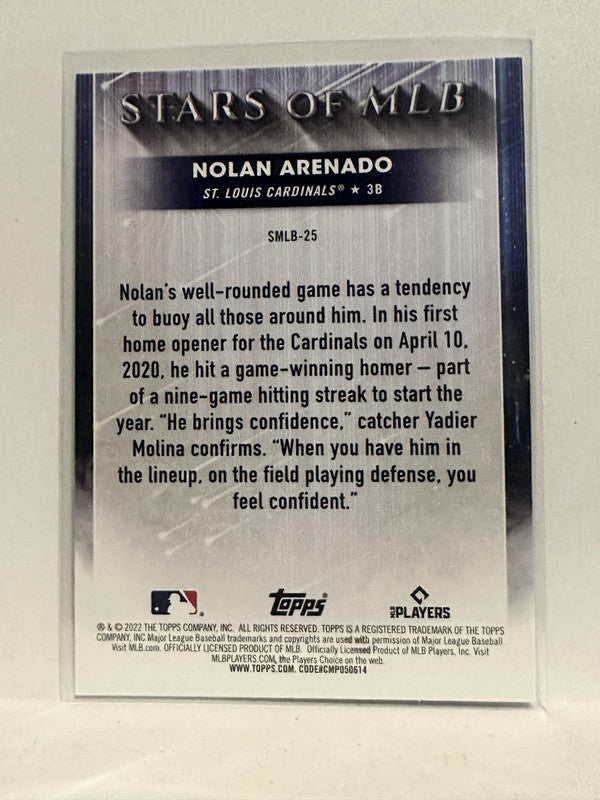 STARS OF MLB
NOLAN ARENADO
ST. LOUIS CARDINALS® ★ 3B
SMLB-25
Nolan's well-rounded game has a tendency
to buoy all those around him. In his first
home opener for the Cardinals on April 10,
2020, he hit a game-winning homer — part
of a nine-game hitting streak to start the
year. “He brings confidence,” catcher Yadier
Molina confirms. “When you have him in
the lineup, on the field playing defense, you
feel confident.”
Topps
MLB PLAYERS
® & © 2022 THE TOPPS COMPANY, INC. ALL RIGHTS RESERVED. TOPPS IS A REGISTERED TRADEMARK OF THE TOPPS
COMPANY, INC Major League Baseball trademarks and copyrights are used with permission of Major League Baseball.
Visit MLB.com. OFFICIALLY LICENSED PRODUCT OF MLB. Officially Licensed Product of MLB Players, Inc. Visit
MLBPLAYERS.COM, the Players Choice on the web.
WWW.TOPPS.COM. CODE#CMP050614